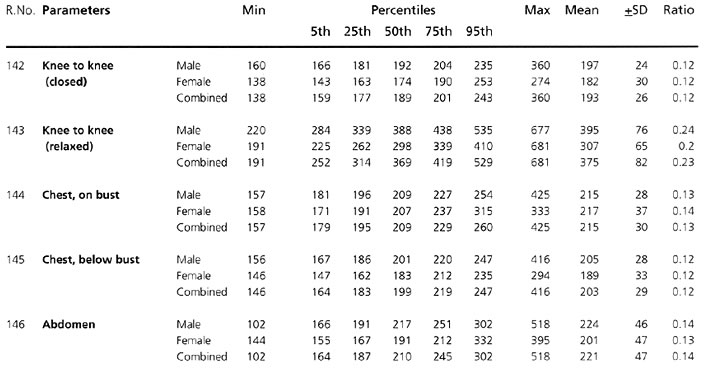 R.No. Parameters Min Percentiles Max Mean ±SD Ratio
5th 25th 50th 75th 95th
142 Knee to knee Male 160 166 181 192 204 235 360 197 24 0.12
(closed) Female 138 143 163 174 190 253 274 182 30 0.12
Combined 138 159 177 189 201 243 360 193 26 0.12
143 Knee to knee Male 220 284 339 388 438 535 677 395 76 0.24
(relaxed) Female 191 225 262 298 339 410 681 307 65 0.2
Combined 191 252 314 369 419 529 681 375 82 0.23
144 Chest, on bust Male 157 181 196 209 227 254 425 215 28 0.13
Female 158 171 191 207 237 315 333 217 37 0.14
Combined 157 179 195 209 229 260 425 215 30 0.13
145 Chest, below bust Male 156 167 186 201 220 247 416 205 28 0.12
Female 146 147 162 183 212 235 294 189 33 0.12
Combined 146 164 183 199 219 247 416 203 29 0.12
146 Abdomen Male 102 166 191 217 251 302 518 224 46 0.14
Female 144 155 167 191 212 332 395 201 47 0.13
Combined 102 164 187 210 245 302 518 221 47 0.14